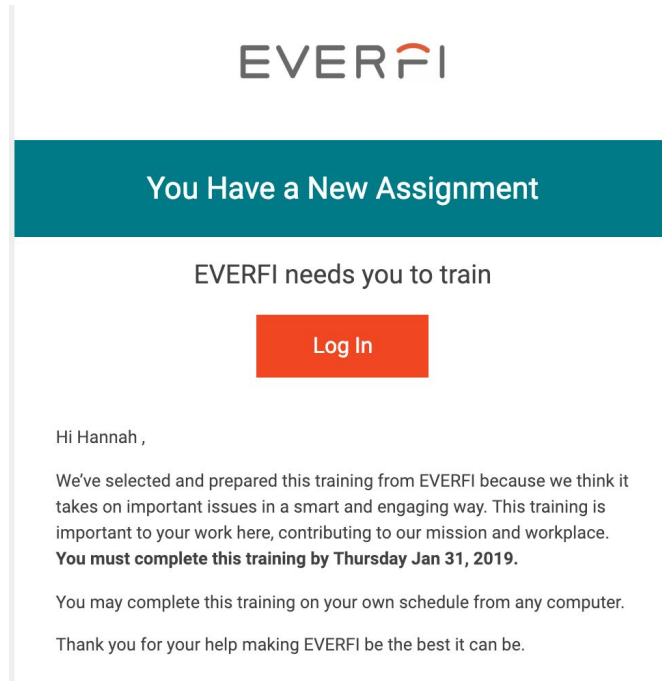 EVERFI
You Have a New Assignment
EVERFI needs you to train
Log In
Hi Hannah ,
We've selected and prepared this training from EVERFI because we think it
takes on important issues in a smart and engaging way. This training is
important to your work here, contributing to our mission and workplace.
You must complete this training by Thursday Jan 31, 2019.
You may complete this training on your own schedule from any computer.
Thank you for your help making EVERFI be the best it can be.